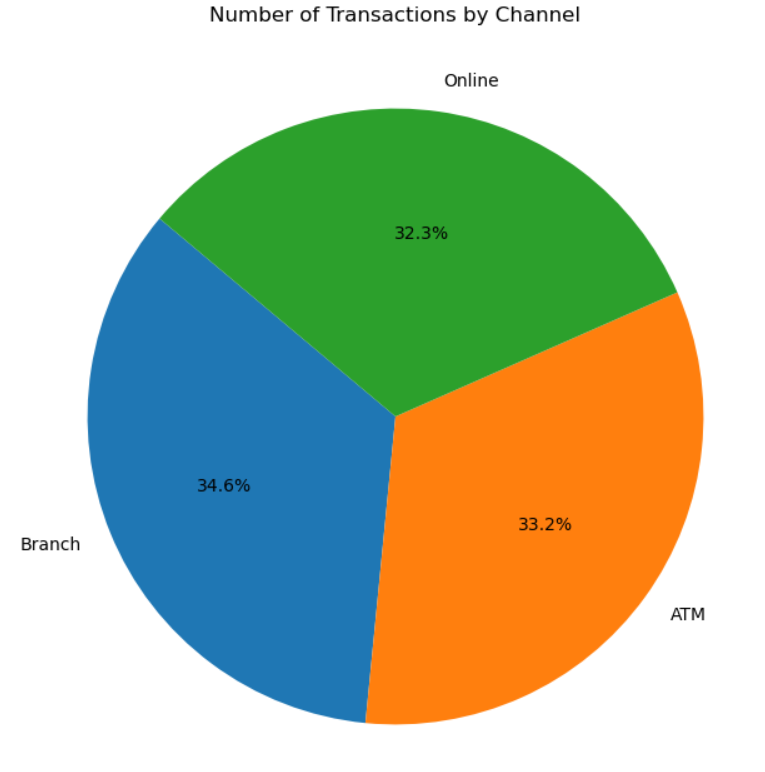 Number of Transactions by Channel
Online
32.3%
34.6%
33.2%
Branch
ATM